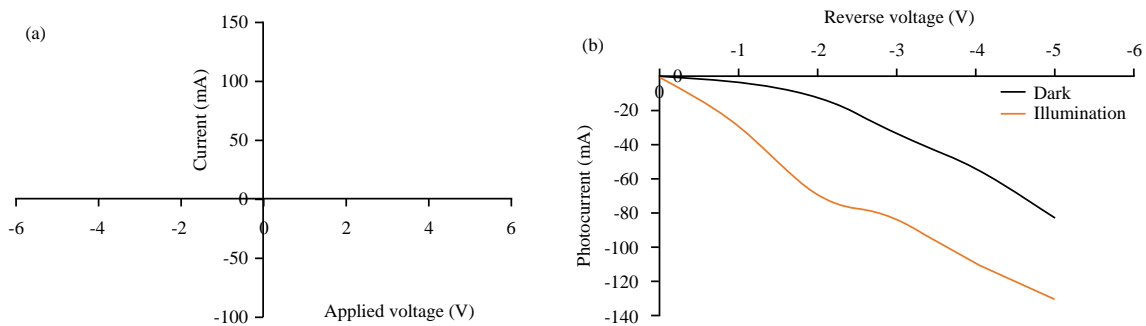 (a)
Current (mA)
150
100
50
0
-50
-100
-6 -4 -2 0 2 4 6
Applied voltage (V)
(b)
Reverse voltage (V)
-1 -2 -3 -4 -5 -6
0
0
-20
-40
-60
-80
-100
-120
-140
Photocurrent (mA)
Dark
Illumination